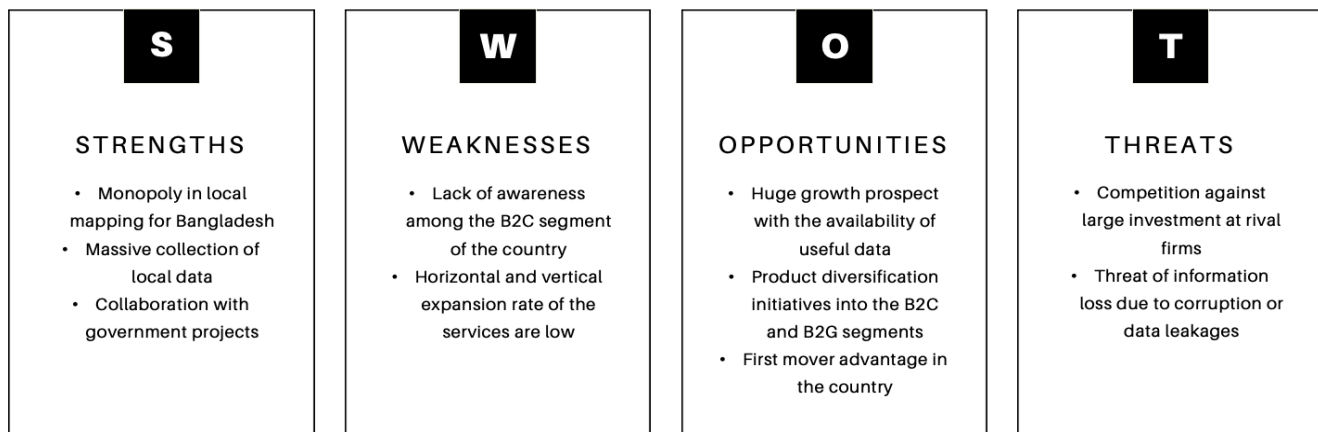 S
STRENGTHS
• Monopoly in local
mapping for Bangladesh
• Massive collection of
local data
• Collaboration with
government projects
W
WEAKNESSES
• Lack of awareness
among the B2C segment
of the country
• Horizontal and vertical
expansion rate of the
services are low
O
OPPORTUNITIES
• Huge growth prospect
with the availability of
useful data
• Product diversification
initiatives into the B2C
and B2G segments
• First mover advantage in
the country
T
THREATS
• Competition against
large investment at rival
firms
• Threat of information
loss due to corruption or
data leakages